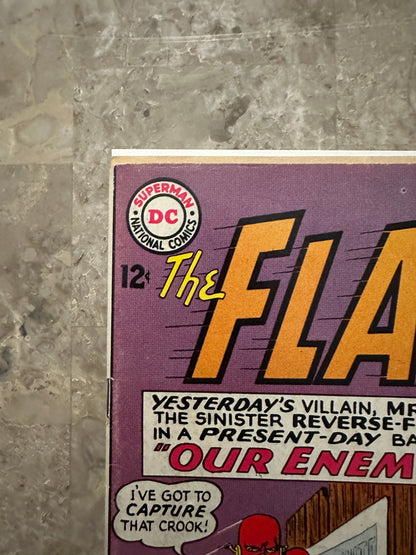 SUPERMAN
DC
NATIONAL COMICS
12¢
The
FLA
YESTERDAY'S VILLAIN, MR
THE SINISTER REVERSE-F
IN A PRESENT-DAY BA
"OUR ENEM
I'VE GOT TO
CAPTURE
THAT CROOK!